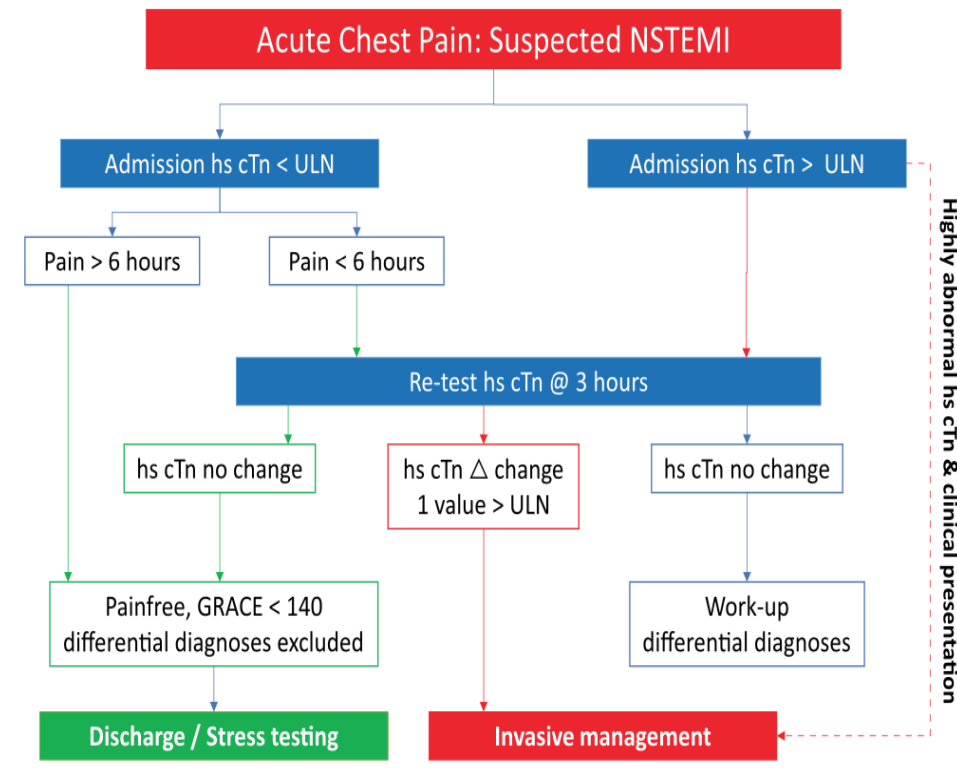 Acute Chest Pain: Suspected NSTEMI
Admission hs cTn < ULN
Admission hs cTn > ULN
Pain > 6 hours
Pain < 6 hours
Re-test hs cTn @ 3 hours
hs cTn no change
hs cTn △ change
1 value > ULN
hs cTn no change
Painfree, GRACE < 140
differential diagnoses excluded
Work-up
differential diagnoses
Discharge / Stress testing
Invasive management
Highly abnormal hs cTn & clinical presentation